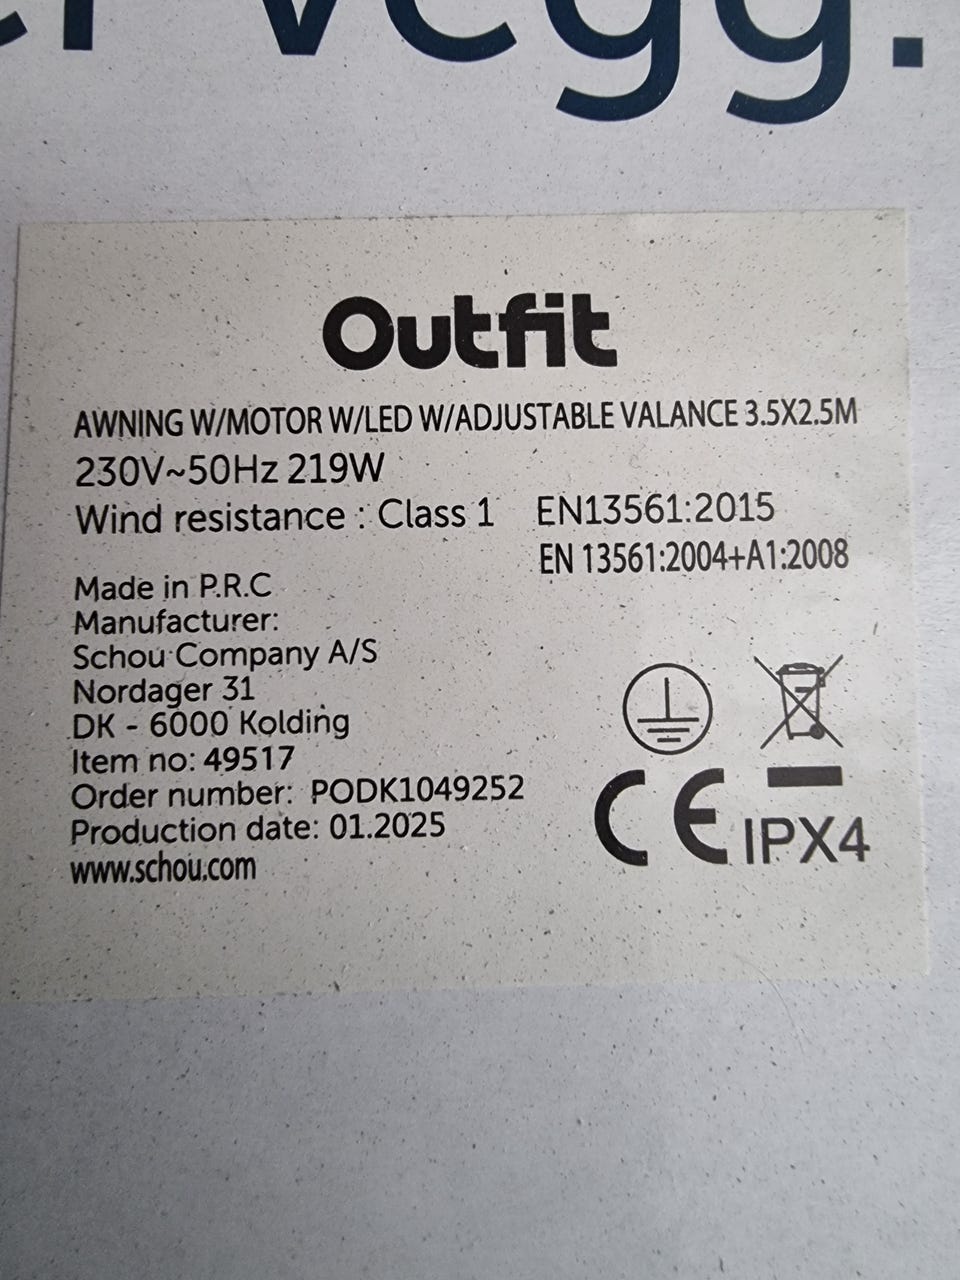 vegg.
Outfit
AWNING W/MOTOR W/LED W/ADJUSTABLE VALANCE 3.5X2.5M
230V~50Hz 219W
Wind resistance : Class 1 EN13561:2015
EN 13561:2004+A1:2008
Made in P.R.C
Manufacturer:
Schou Company A/S
Nordager 31
DK - 6000 Kolding
Item no: 49517
Order number: PODK1049252
Production date: 01.2025
www.schou.com
CE IPX4